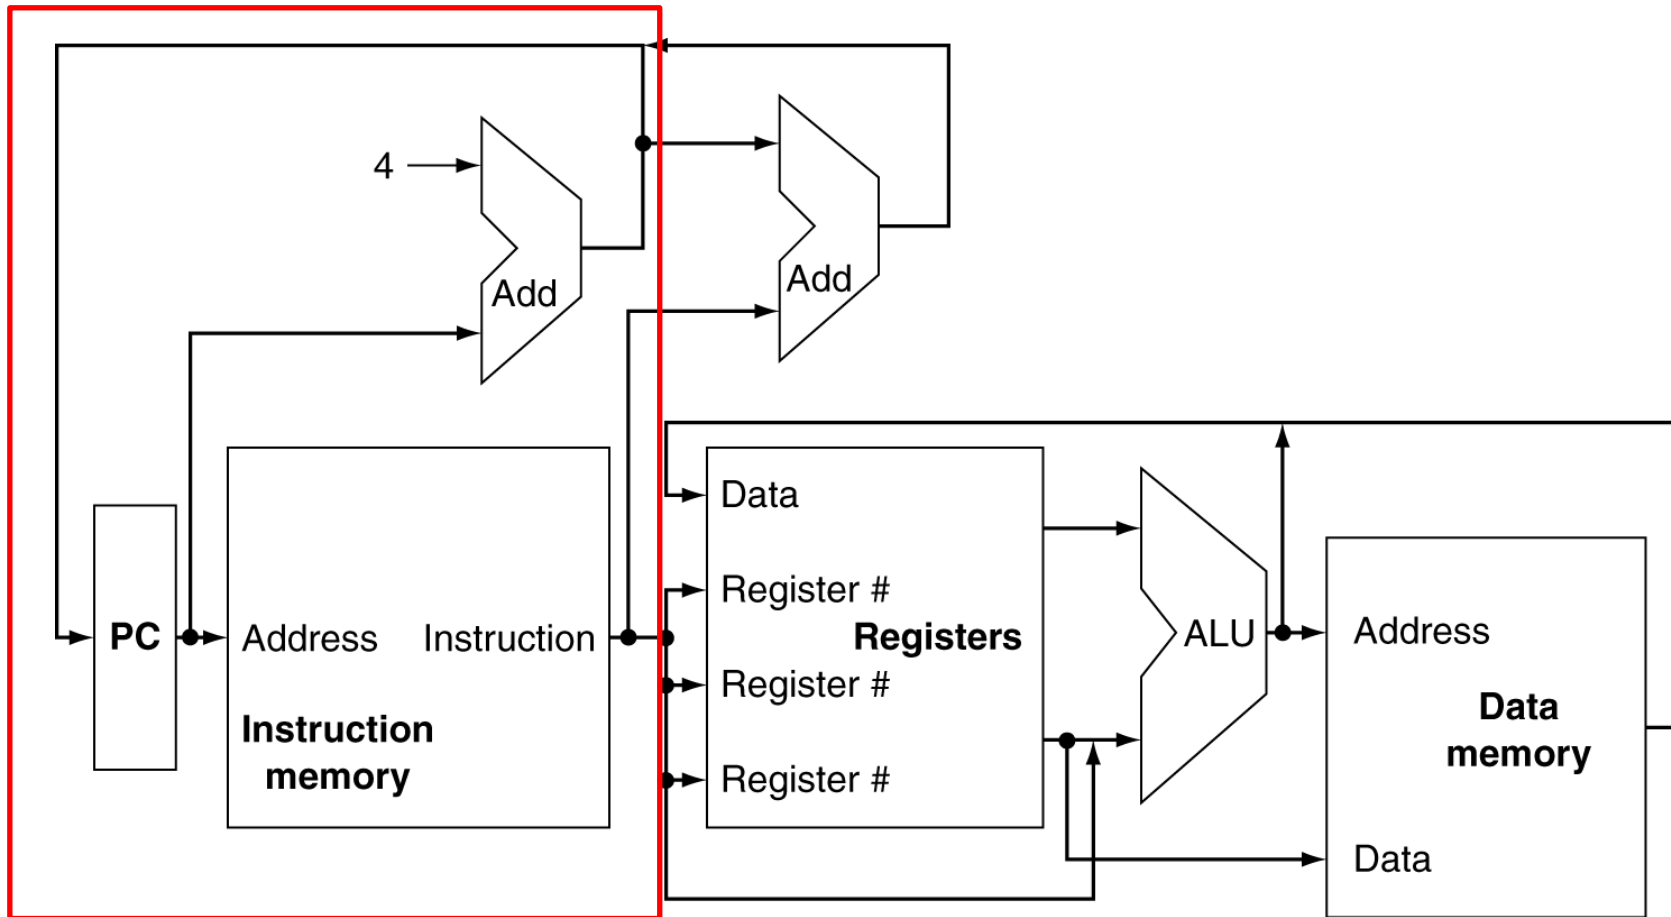 4
Add
Add
PC
Address
Instruction
Instruction
memory
Data
Register #
Registers
Register #
Register #
ALU
Address
Data
memory
Data